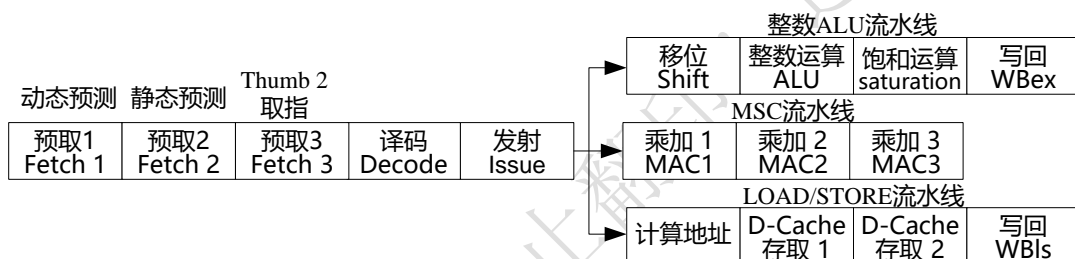 整数ALU流水线
移位 整数运算 饱和运算 写回
Shift ALU saturation WBex
动态预测 静态预测 Thumb 2
取指
MSC流水线
预取1 预取2 预取3 译码 发射
Fetch 1 Fetch 2 Fetch 3 Decode Issue
乘加 1 乘加 2 乘加 3
MAC1 MAC2 MAC3
LOAD/STORE流水线
计算地址 D-Cache D-Cache 写回
存取 1 存取 2 WBls
止翻印